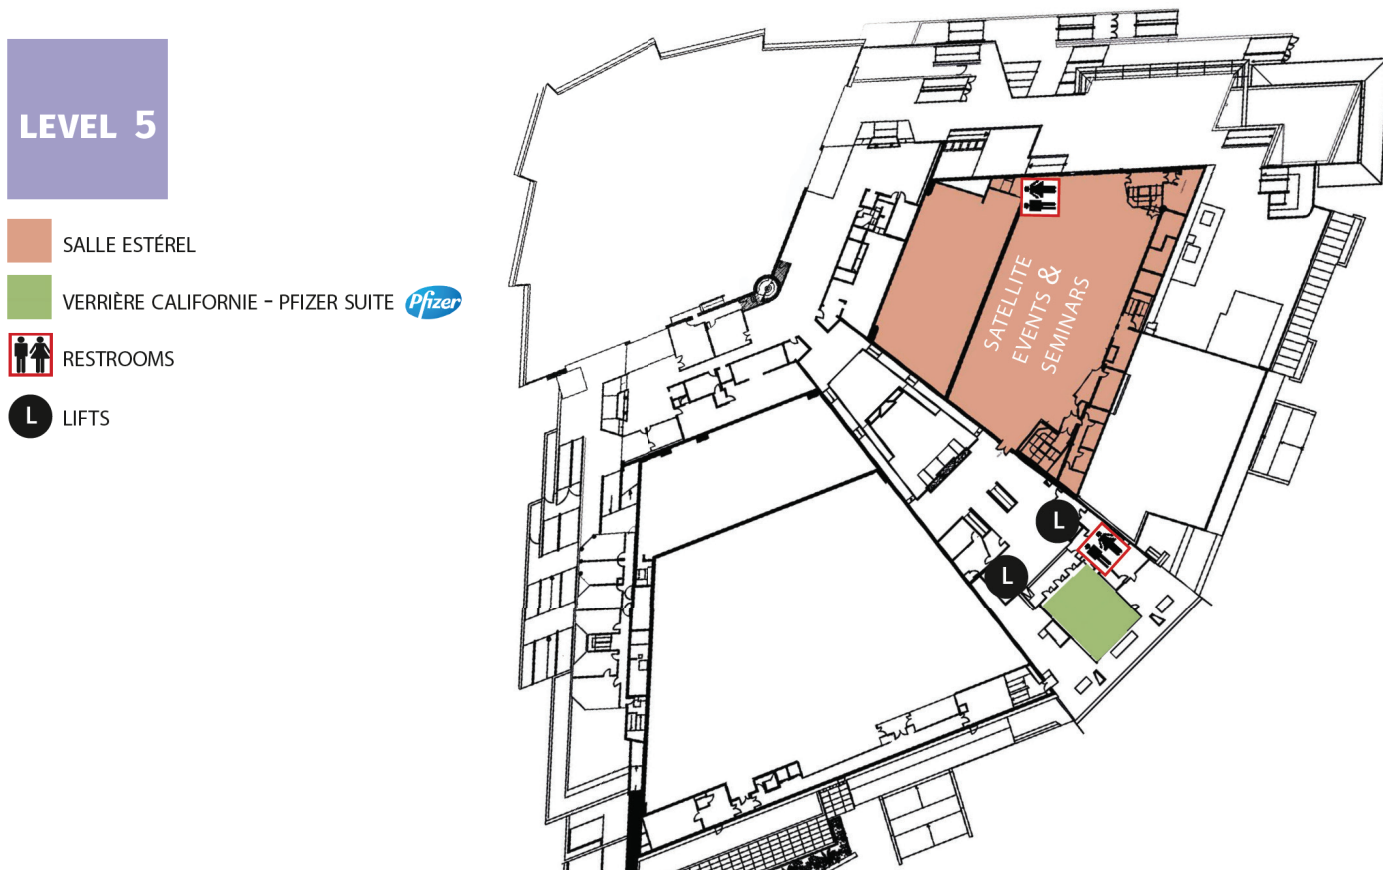 LEVEL 5
SALLE ESTÉREL
VERRIÈRE CALIFORNIE – PFIZER SUITE Pfizer
RESTROOMS
L LIFTS
SATELLITE
EVENTS &
SEMINARS
L
L